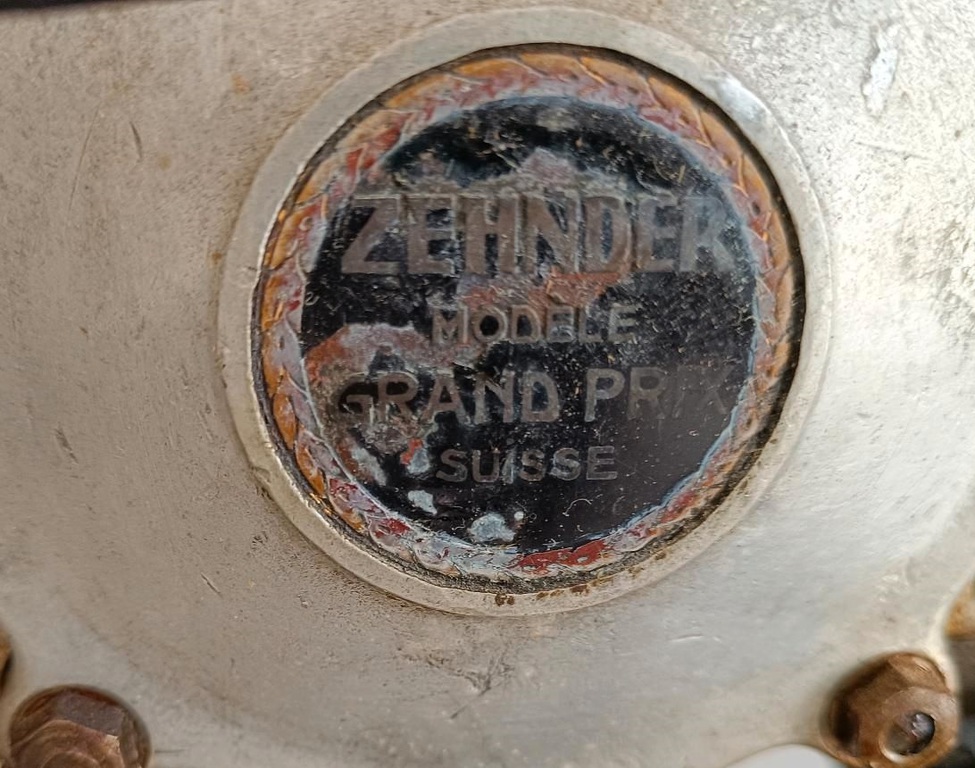 ZEHNDER
MODELE
GRAND PRIX
SUISSE